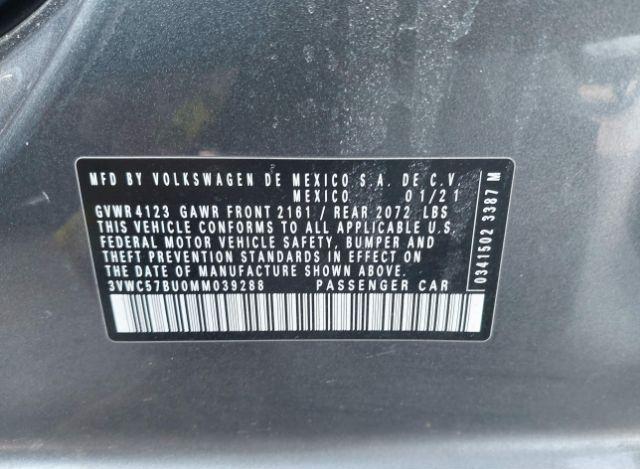 MFD BY VOLKSWAGEN DE MEXICO S.A. DE C.V.
MEXICO 01/21
GVWR 4123 GAWR FRONT 2161 / REAR 2072 LBS
THIS VEHICLE CONFORMS TO ALL APPLICABLE U.S.
FEDERAL MOTOR VEHICLE SAFETY, BUMPER AND
THEFT PREVENTION STANDARDS IN EFFECT ON
THE DATE OF MANUFACTURE SHOWN ABOVE
3VWC57BU0MM039288 PASSENGER CAR
0341502 3387 M